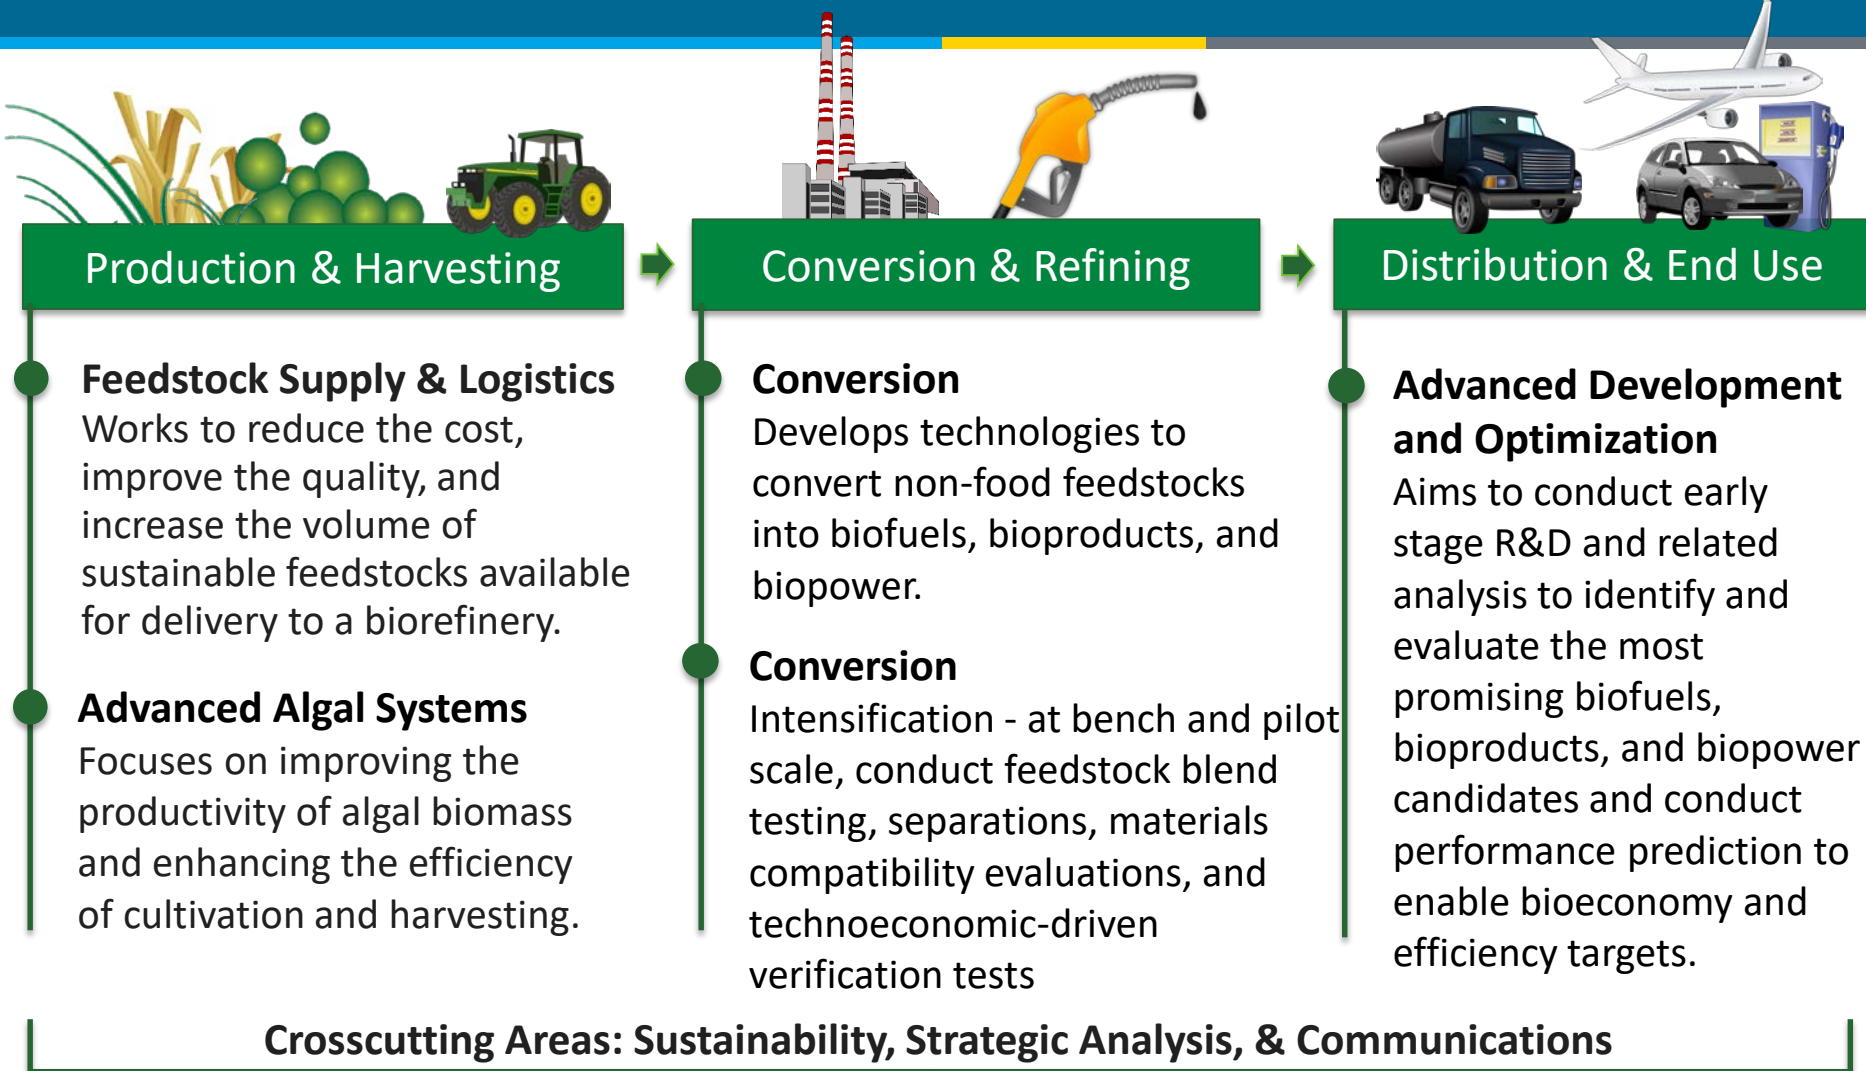 Production & Harvesting
Feedstock Supply & Logistics
Works to reduce the cost,
improve the quality, and
increase the volume of
sustainable feedstocks available
for delivery to a biorefinery.
Advanced Algal Systems
Focuses on improving the
productivity of algal biomass
and enhancing the efficiency
of cultivation and harvesting.
Conversion & Refining
Conversion
Develops technologies to
convert non-food feedstocks
into biofuels, bioproducts, and
biopower.
Conversion
Intensification - at bench and pilot
scale, conduct feedstock blend
testing, separations, materials
compatibility evaluations, and
technoeconomic-driven
verification tests
Distribution & End Use
Advanced Development
and Optimization
Aims to conduct early
stage R&D and related
analysis to identify and
evaluate the most
promising biofuels,
bioproducts, and biopower
candidates and conduct
performance prediction to
enable bioeconomy and
efficiency targets.
Crosscutting Areas: Sustainability, Strategic Analysis, & Communications